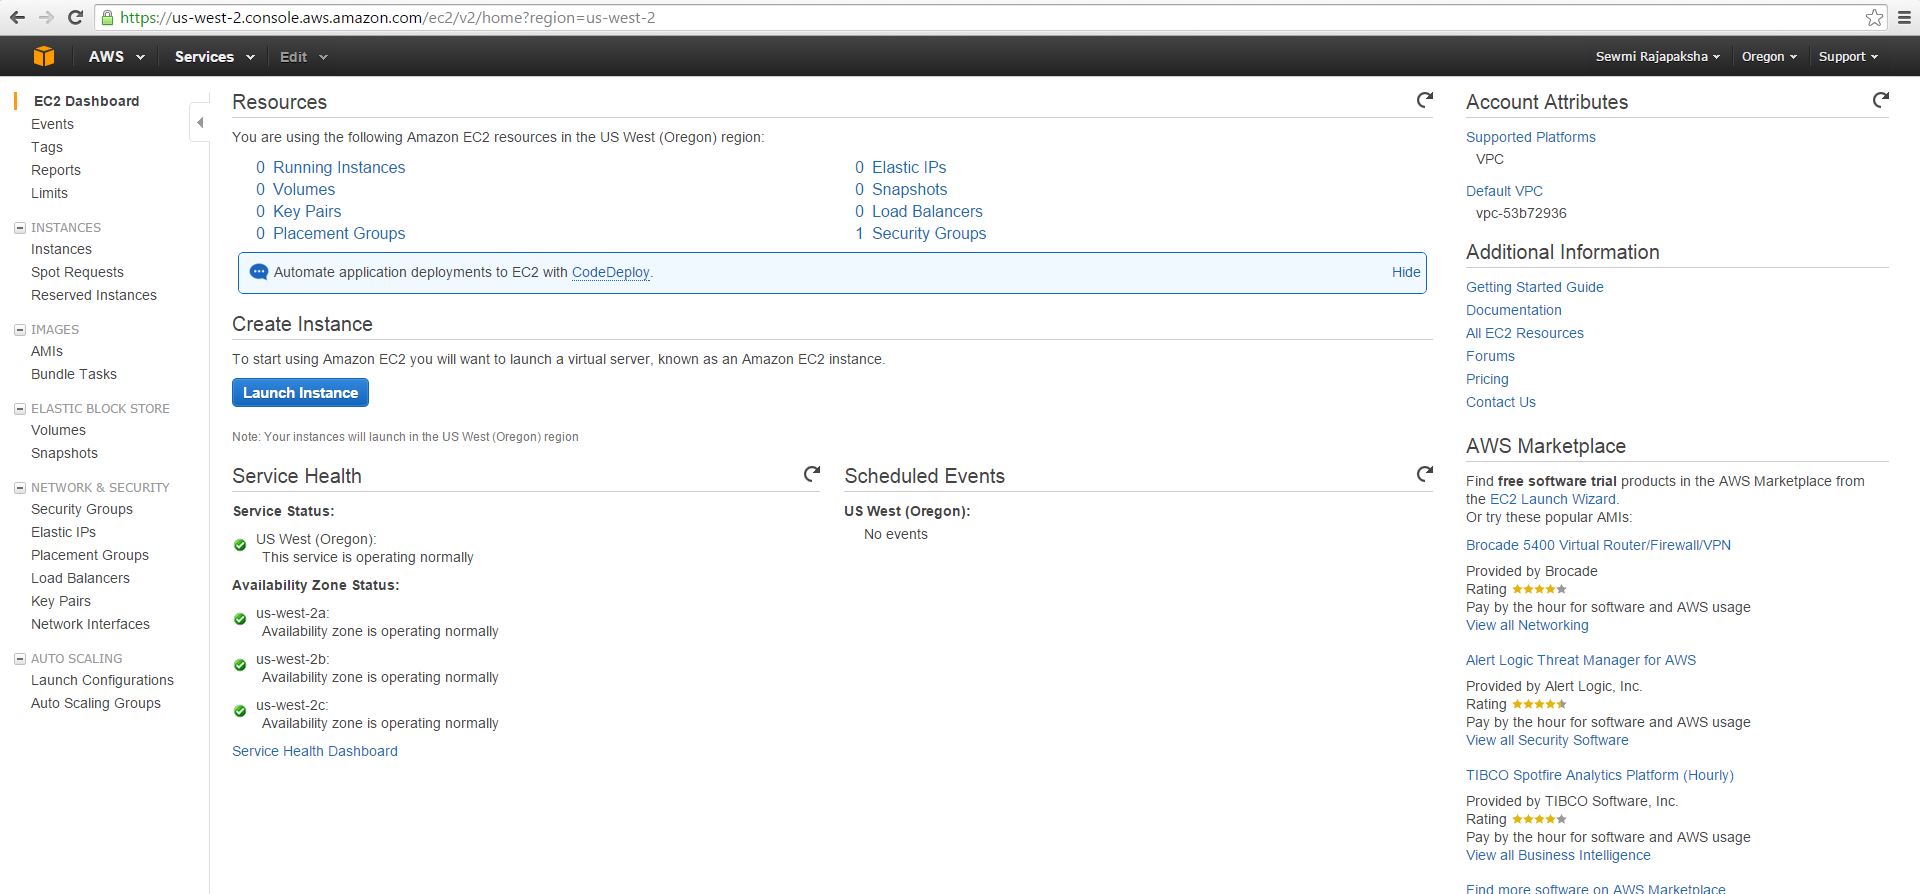 https://us-west-2.console.aws.amazon.com/ec2/v2/home?region=us-west-2
AWS
Services
Edit
Sewmi Rajapaksha
Oregon
Support
EC2 Dashboard
Events
Tags
Reports
Limits
INSTANCES
Instances
Spot Requests
Reserved Instances
IMAGES
AMIs
Bundle Tasks
ELASTIC BLOCK STORE
Volumes
Snapshots
NETWORK & SECURITY
Security Groups
Elastic IPs
Placement Groups
Load Balancers
Key Pairs
Network Interfaces
AUTO SCALING
Launch Configurations
Auto Scaling Groups
Resources
You are using the following Amazon EC2 resources in the US West (Oregon) region:
0 Running Instances
0 Volumes
0 Key Pairs
0 Placement Groups
0 Elastic IPs
0 Snapshots
0 Load Balancers
1 Security Groups
Automate application deployments to EC2 with CodeDeploy.
Hide
Create Instance
To start using Amazon EC2 you will want to launch a virtual server, known as an Amazon EC2 instance.
Launch Instance
Note: Your instances will launch in the US West (Oregon) region
Service Health
Service Status:
US West (Oregon):
This service is operating normally
Availability Zone Status:
us-west-2a:
Availability zone is operating normally
us-west-2b:
Availability zone is operating normally
us-west-2c:
Availability zone is operating normally
Service Health Dashboard
Scheduled Events
US West (Oregon):
No events
Account Attributes
Supported Platforms
VPC
Default VPC
vpc-53b72936
Additional Information
Getting Started Guide
Documentation
All EC2 Resources
Forums
Pricing
Contact Us
AWS Marketplace
Find free software trial products in the AWS Marketplace from
the EC2 Launch Wizard.
Or try these popular AMIs:
Brocade 5400 Virtual Router/Firewall/VPN
Provided by Brocade
Rating
Pay by the hour for software and AWS usage
View all Networking
Alert Logic Threat Manager for AWS
Provided by Alert Logic, Inc.
Rating
Pay by the hour for software and AWS usage
View all Security Software
TIBCO Spotfire Analytics Platform (Hourly)
Provided by TIBCO Software, Inc.
Rating
Pay by the hour for software and AWS usage
View all Business Intelligence
Find more software on AWS Marketplace